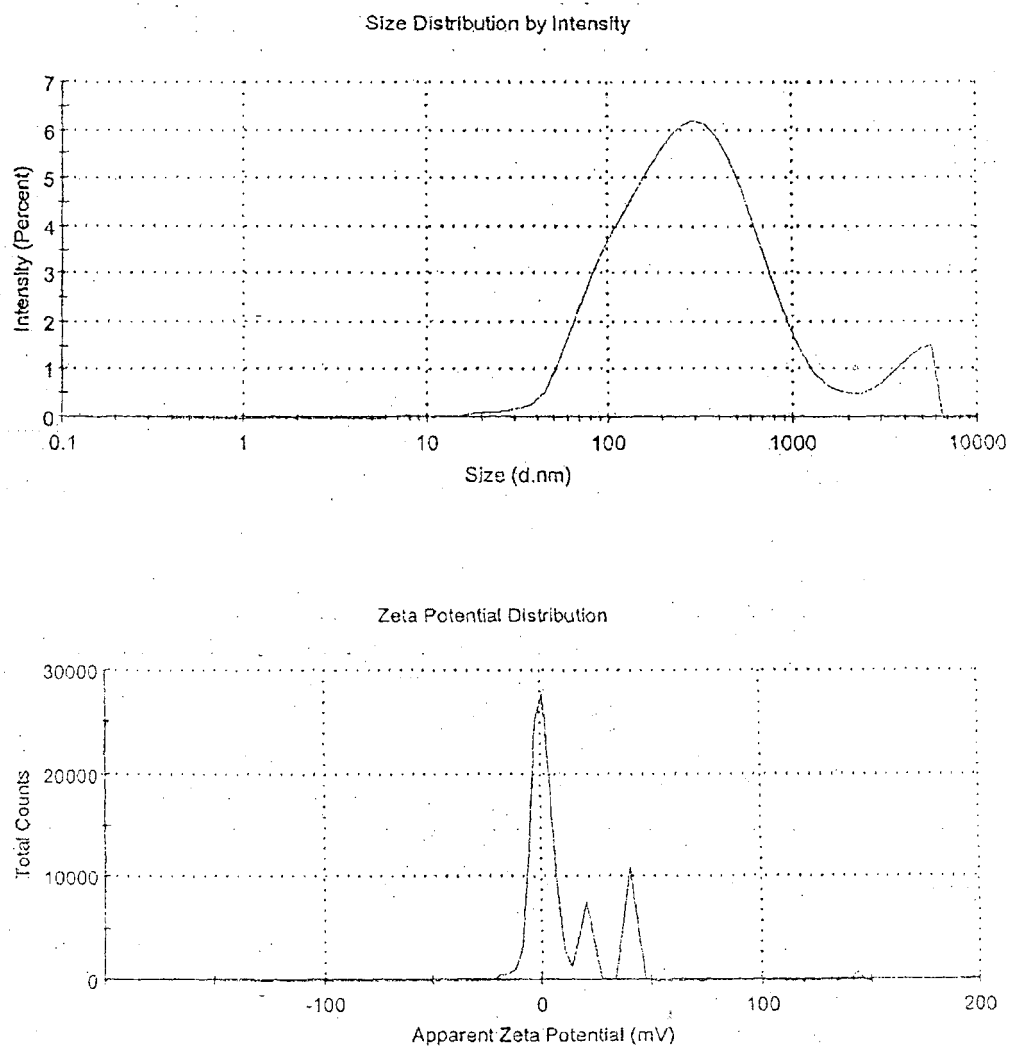 Size Distribution by Intensity
7
6
5
4
3
2
1
0
Intensity (Percent)
0.1 1 10 100 1000 10000
Size (d.nm)
Zeta Potential Distribution
30000
20000
10000
0
Total Counts
-100 0 100 200
Apparent Zeta Potential (mV)